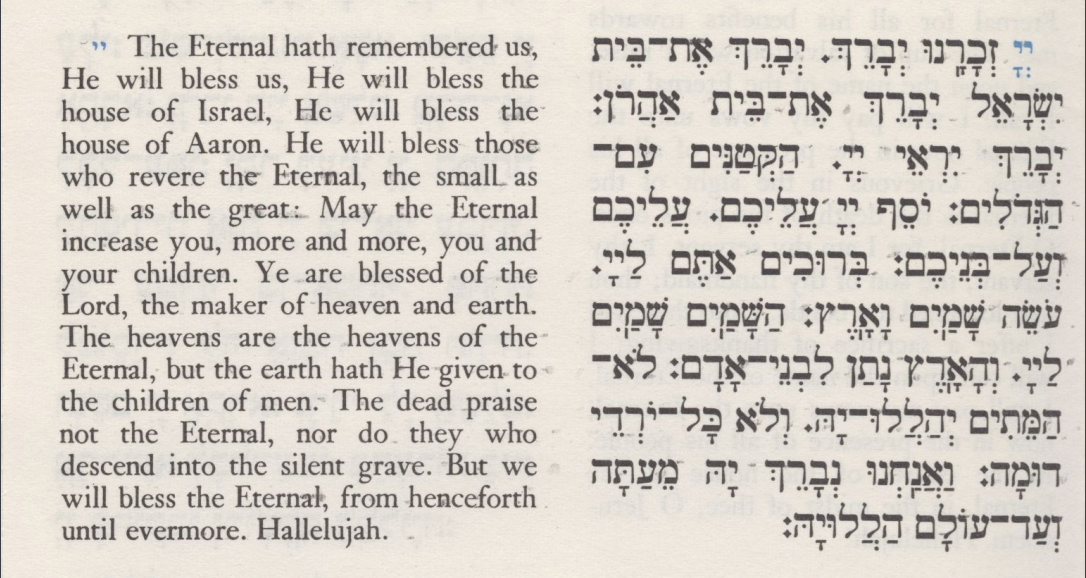 ״ The Eternal hath remembered us,
He will bless us, He will bless the
house of Israel, He will bless the
house of Aaron. He will bless those
who revere the Eternal, the small as
well as the great: May the Eternal
increase you, more and more, you and
your children. Ye are blessed of the
Lord, the maker of heaven and earth.
The heavens are the heavens of the
Eternal, but the earth hath He given to
the children of men. The dead praise
not the Eternal, nor do they who
descend into the silent grave. But we
will bless the Eternal, from henceforth
until evermore. Hallelujah.
יְיָ זְכָרָנוּ יְבָרֵךְ. יְבָרֵךְ אֶת־בֵּית
יִשְׂרָאֵל יְבָרֵךְ אֶת־בֵּית אַהֲרֹן:
יְבָרֵךְ יִרְאֵי יְיָ. הַקְּטַנִּים עִם־
הַגְּדֹלִים: יֹסֵף יְיָ עֲלֵיכֶם. עֲלֵיכֶם
וְעַל־בְּנֵיכֶם: בְּרוּכִים אַתֶּם לַיְיָ.
עֹשֵׂה שָׁמַיִם וָאָרֶץ: הַשָּׁמַיִם שָׁמַיִם
לַיְיָ. וְהָאָרֶץ נָתַן לִבְנֵי־אָדָם: לֹא־
הַמֵּתִים יְהַלְלוּ־יָהּ. וְלֹא כָּל־יֹרְדֵי
דוּמָה: וַאֲנַחְנוּ נְבָרֵךְ יָהּ מֵעַתָּה
וְעַד־עוֹלָם הַלְלוּיָהּ: